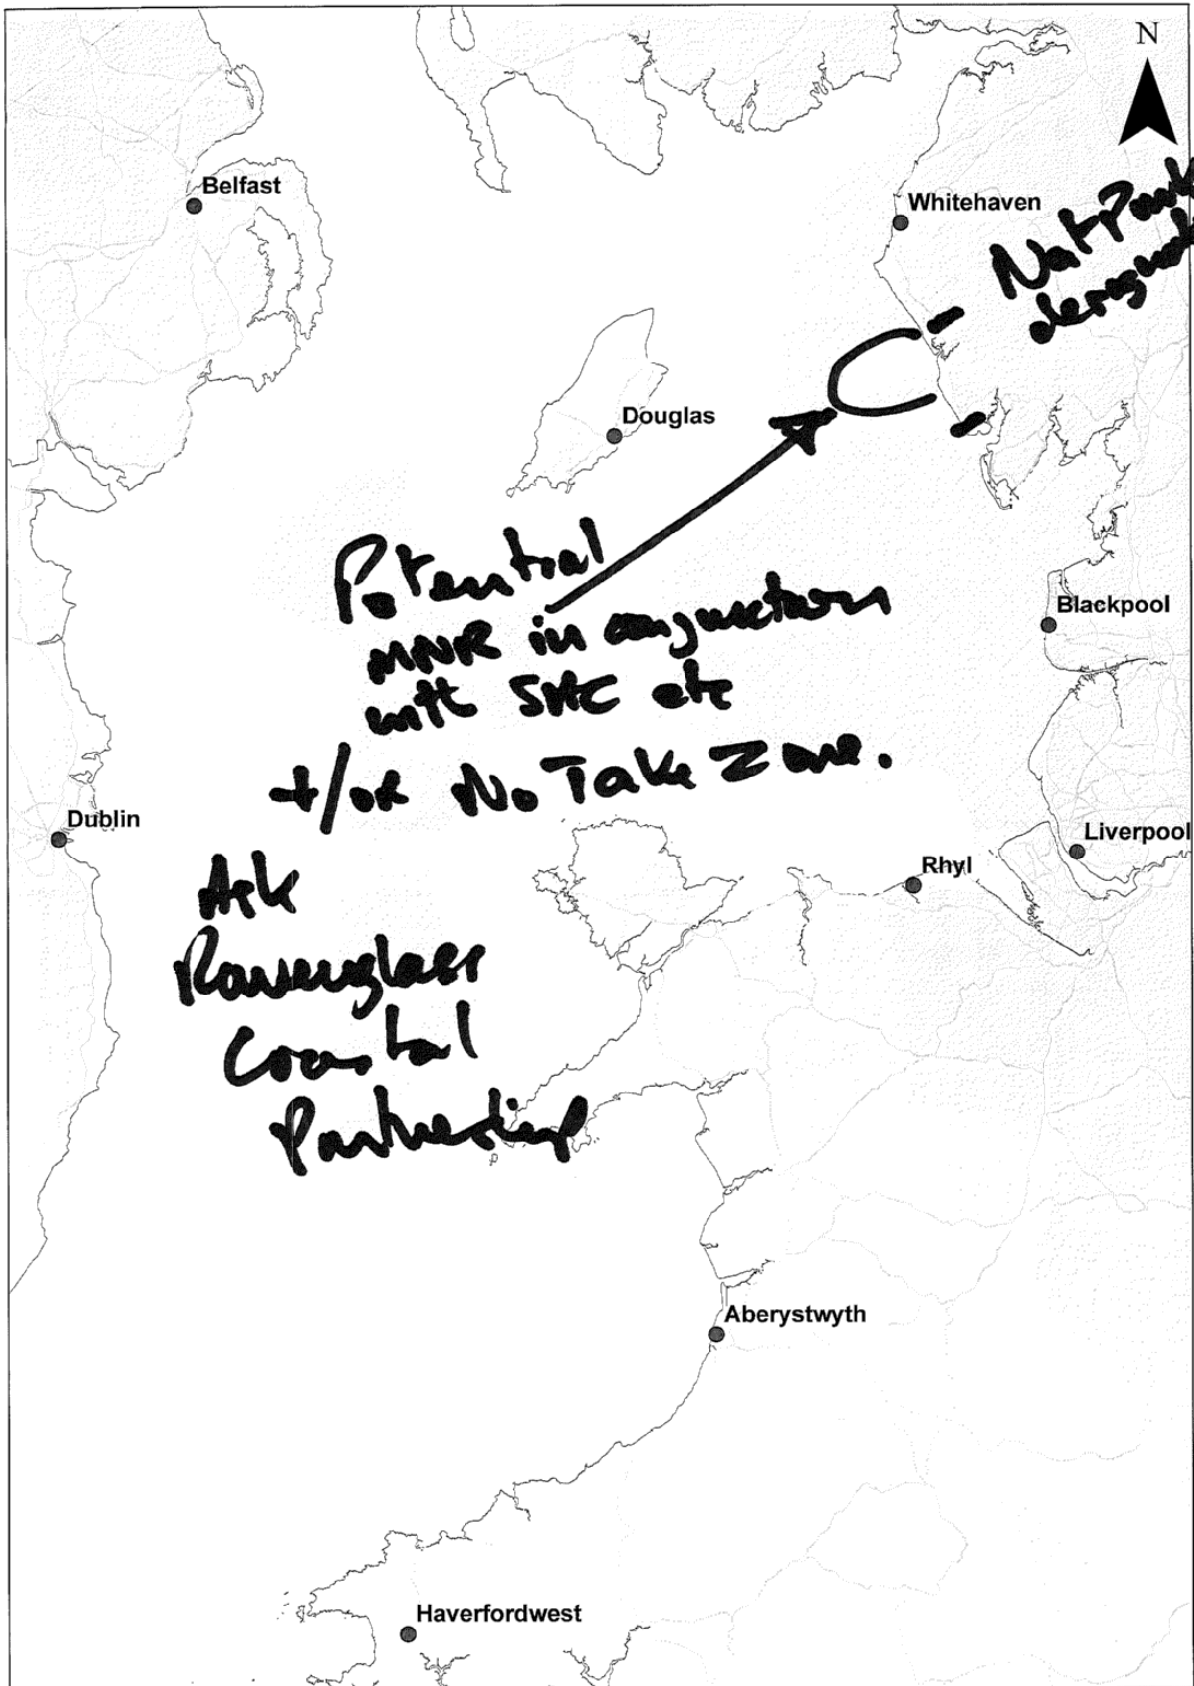 N
Belfast
Whitehaven
Nat Park
designat
Douglas
Potential
MNR in conjunction
with SAC etc
+/or No Take Zone.
Blackpool
Dublin
Liverpool
Rhyl
Ask
Ravenglass
Coastal
Partnership
Aberystwyth
Haverfordwest